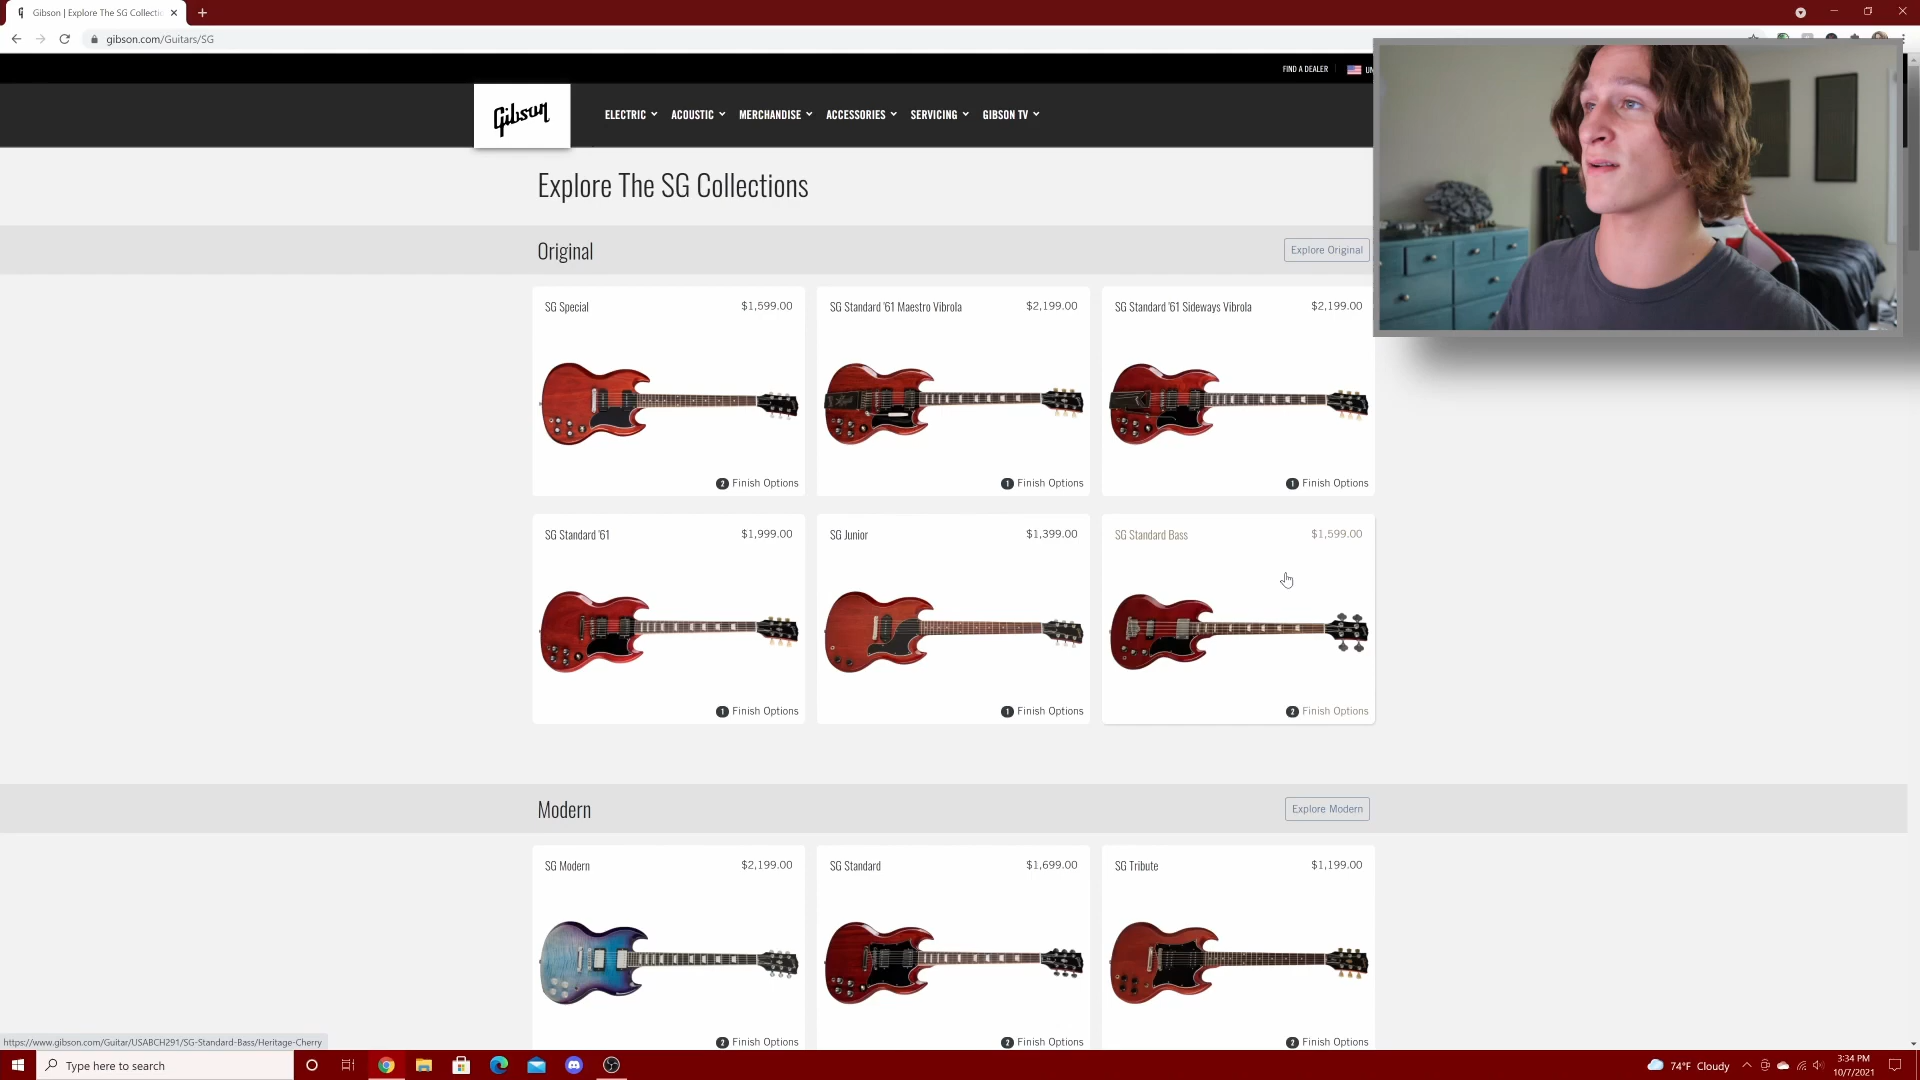 Gibson | Explore The SG Collecti
gibson.com/Guitars/SG
FIND A DEALER
UN
Gibson
ELECTRIC
ACOUSTIC
MERCHANDISE
ACCESSORIES
SERVICING
GIBSON TV
Explore The SG Collections
Original
Explore Original
SG Special $1,599.00
SG Standard '61 Maestro Vibrola $2,199.00
SG Standard '61 Sideways Vibrola $2,199.00
2 Finish Options
1 Finish Options
1 Finish Options
SG Standard '61 $1,999.00
SG Junior $1,399.00
SG Standard Bass $1,599.00
1 Finish Options
1 Finish Options
2 Finish Options
Modern
Explore Modern
SG Modern $2,199.00
SG Standard $1,699.00
SG Tribute $1,199.00
2 Finish Options
2 Finish Options
2 Finish Options
https://www.gibson.com/Guitar/USABCH291/SG-Standard-Bass/Heritage-Cherry
Type here to search
74°F Cloudy
3:34 PM
10/7/2021